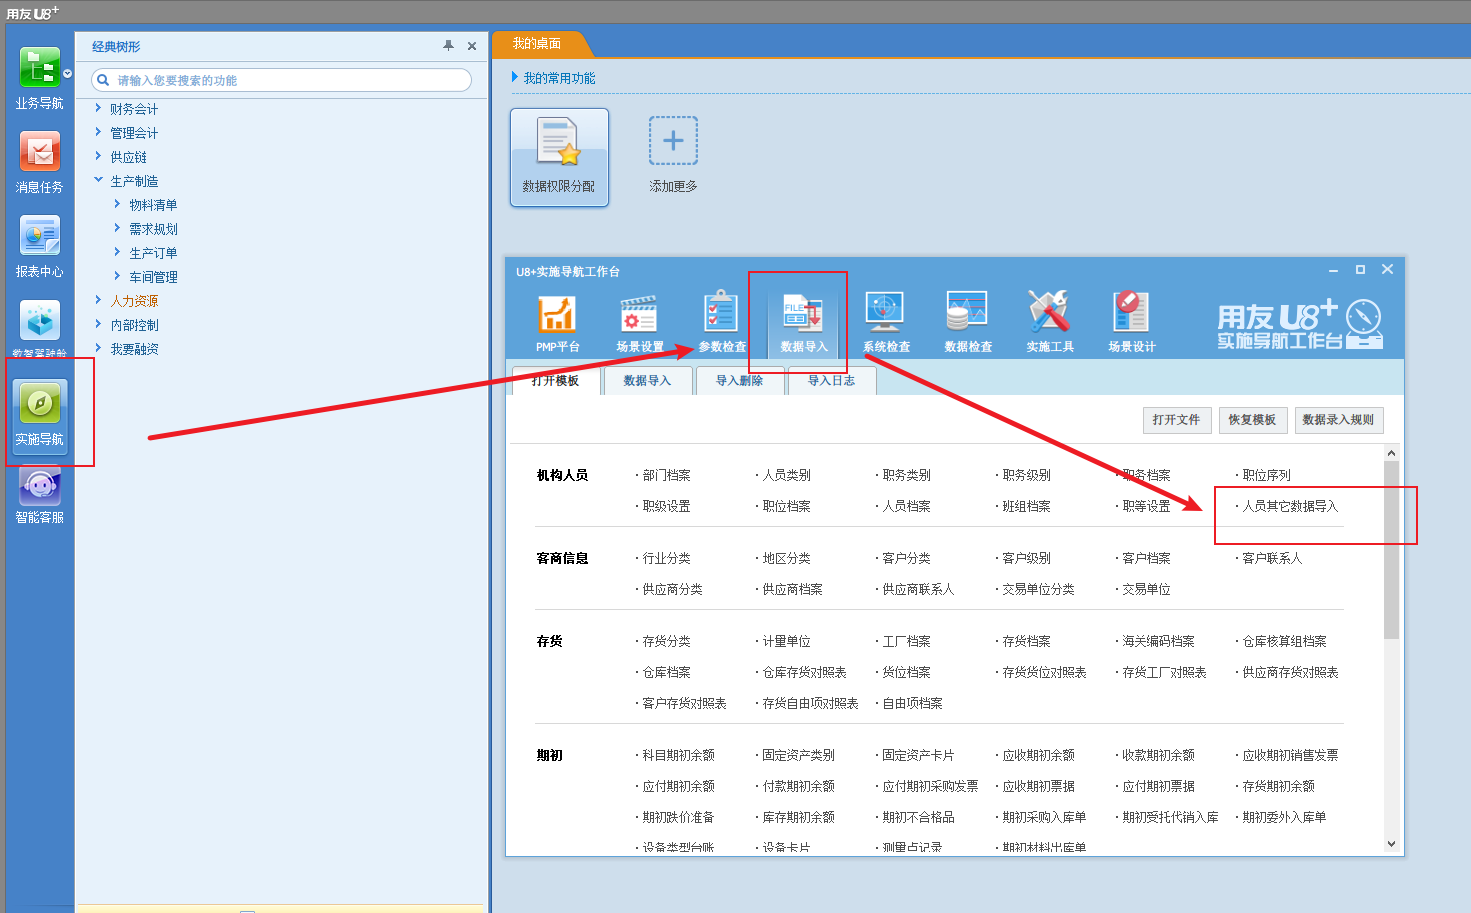 用友U8+
业务导航
消息任务
报表中心
数智驾驶舱
实施导航
智能客服
经典树形
请输入您要搜索的功能
财务会计
管理会计
供应链
生产制造
物料清单
需求规划
生产订单
车间管理
人力资源
内部控制
我要融资
我的桌面
我的常用功能
数据权限分配
添加更多
U8+实施导航工作台
FILE
PMP平台 场景设置 参数检查 数据导入 系统检查 数据检查 实施工具 场景设计
用友U8+
实施导航工作台
打开模板 数据导入 导入删除 导入日志
打开文件 恢复模板 数据录入规则
机构人员 ·部门档案 ·人员类别 ·职务类别 ·职务级别 ·职务档案 ·职位序列
·职级设置 ·职位档案 ·人员档案 ·班组档案 ·职等设置 ·人员其它数据导入
客商信息 ·行业分类 ·地区分类 ·客户分类 ·客户级别 ·客户档案 ·客户联系人
·供应商分类 ·供应商档案 ·供应商联系人 ·交易单位分类 ·交易单位
存货 ·存货分类 ·计量单位 ·工厂档案 ·存货档案 ·海关编码档案 ·仓库核算组档案
·仓库档案 ·仓库存货对照表 ·货位档案 ·存货货位对照表 ·存货工厂对照表 ·供应商存货对照表
·客户存货对照表 ·存货自由项对照表 ·自由项档案
期初 ·科目期初余额 ·固定资产类别 ·固定资产卡片 ·应收期初余额 ·收款期初余额 ·应收期初销售发票
·应付期初余额 ·付款期初余额 ·应付期初采购发票 ·应收期初票据 ·应付期初票据 ·存货期初余额
·期初跌价准备 ·库存期初余额 ·期初不合格品 ·期初采购入库单 ·期初受托代销入库 ·期初委外入库单
·设备类型台账 ·设备卡片 ·测量点记录 ·期初材料出库单